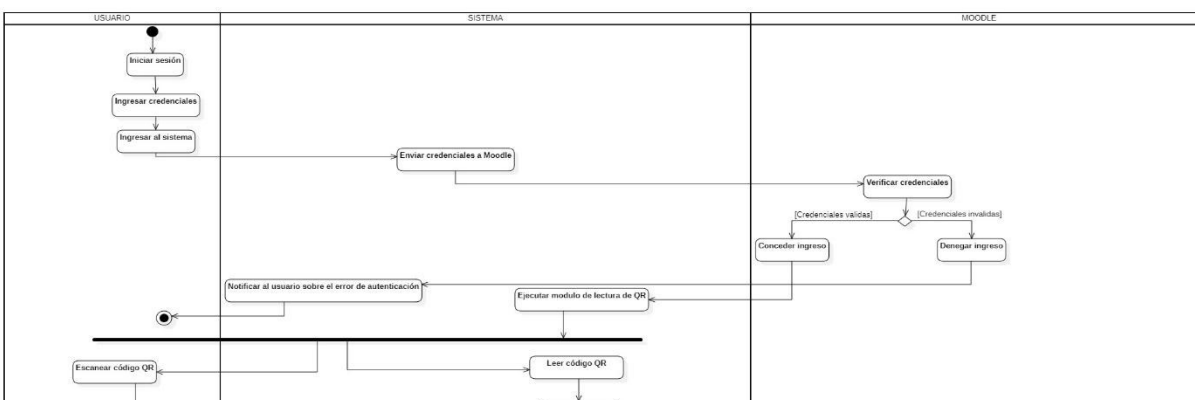 USUARIO
SISTEMA
MOODLE
Iniciar sesión
Ingresar credenciales
Ingresar al sistema
Enviar credenciales a Moodle
Verificar credenciales
[Credenciales validas]
[Credenciales invalidas]
Conceder ingreso
Denegar ingreso
Notificar al usuario sobre el error de autenticación
Ejecutar modulo de lectura de QR
Escanear código QR
Leer código QR